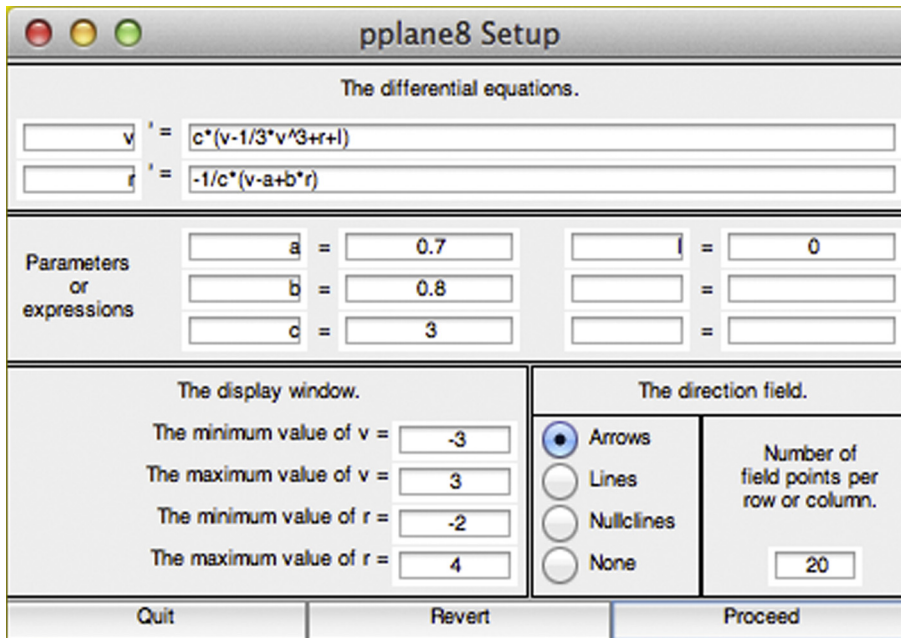 pplane8 Setup
The differential equations.
v ' = c*(v-1/3*v^3+r+I)
r ' = -1/c*(v-a+b*r)
Parameters
or
expressions
a = 0.7
b = 0.8
c = 3
I = 0
=
=
The display window.
The minimum value of v = -3
The maximum value of v = 3
The minimum value of r = -2
The maximum value of r = 4
The direction field.
Arrows
Lines
Nullclines
None
Number of
field points per
row or column.
20
Quit Revert Proceed